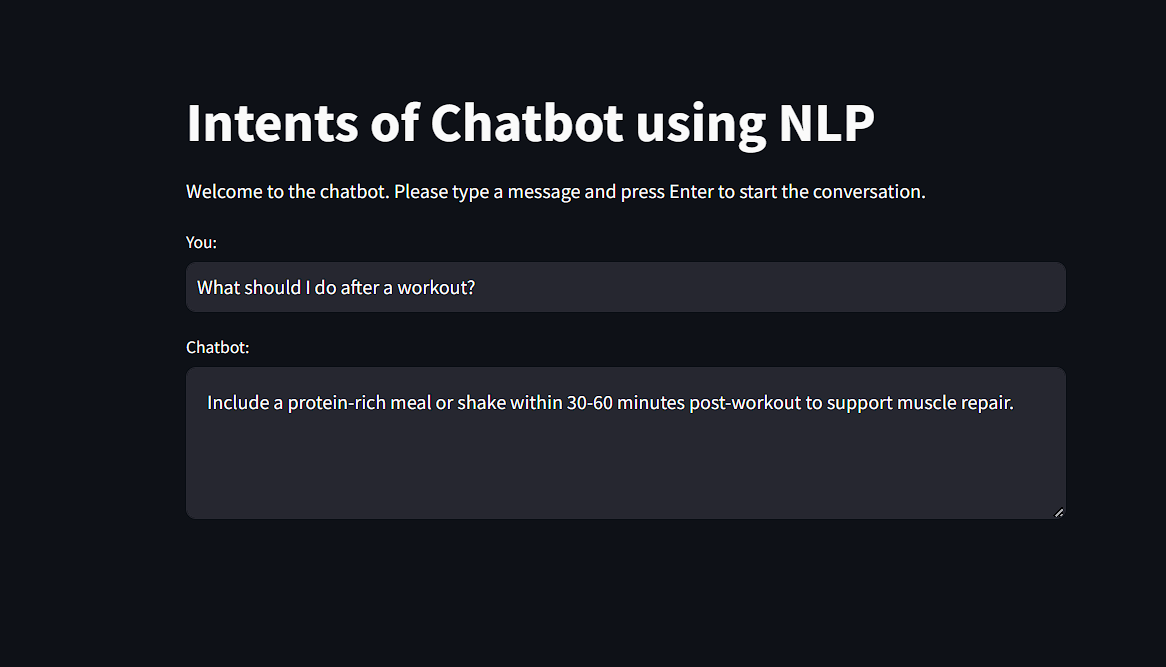 Intents of Chatbot using NLP
Welcome to the chatbot. Please type a message and press Enter to start the conversation.
You:
What should I do after a workout?
Chatbot:
Include a protein-rich meal or shake within 30-60 minutes post-workout to support muscle repair.